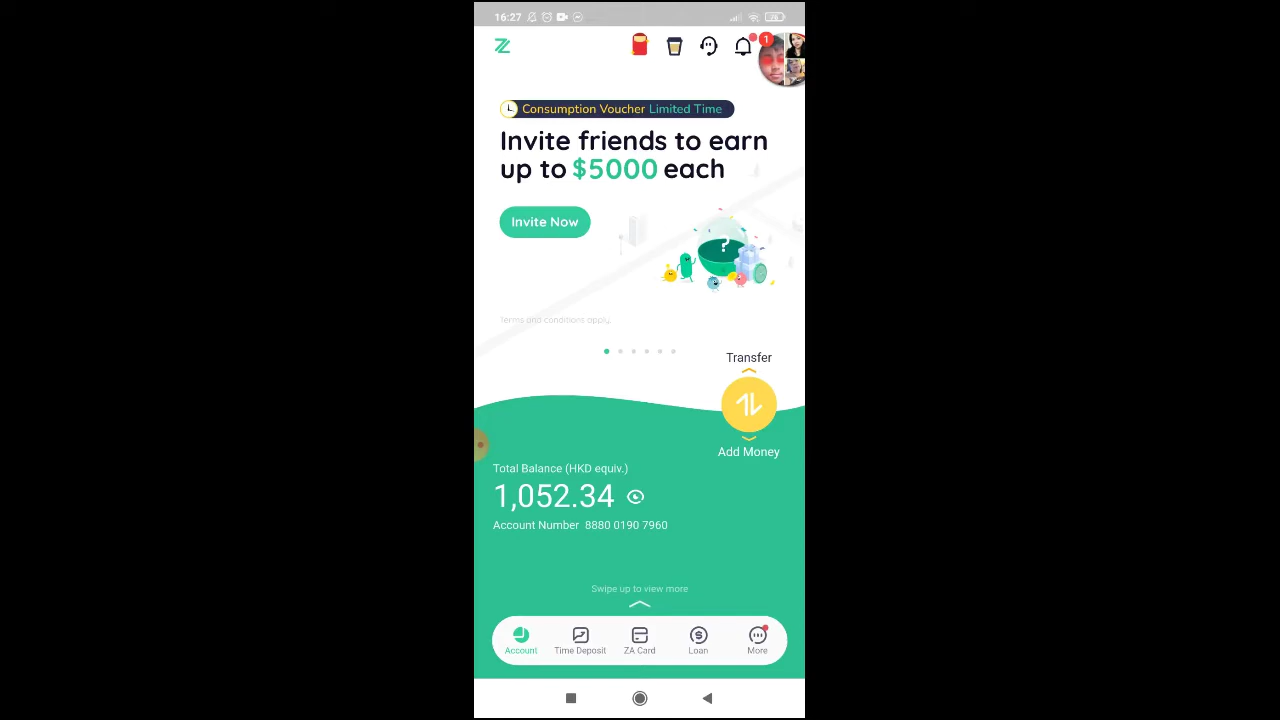 16:27
1
Consumption Voucher Limited Time
Invite friends to earn
up to $5000 each
Invite Now
?
Terms and conditions apply.
Transfer
Add Money
Total Balance (HKD equiv.)
1,052.34
Account Number 8880 0190 7960
Swipe up to view more
Account Time Deposit ZA Card Loan More